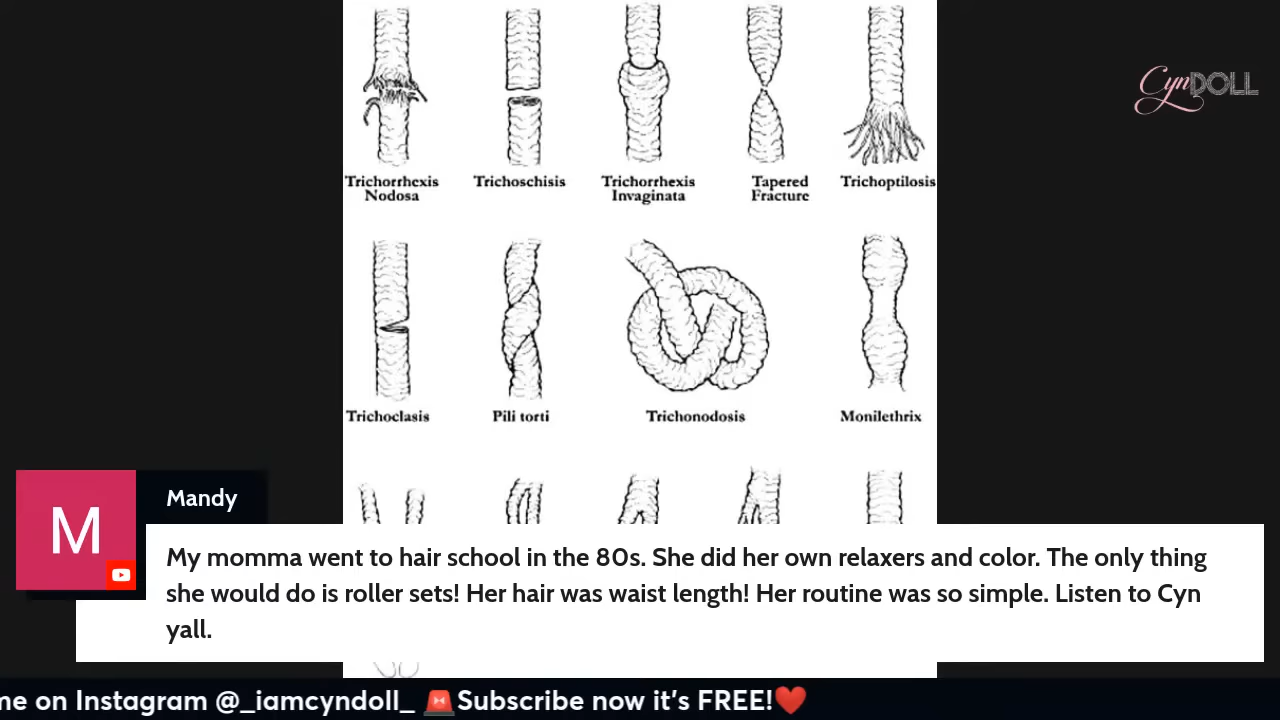 CynDOLL
Trichorrhexis
Nodosa
Trichoschisis
Trichorrhexis
Invaginata
Tapered
Fracture
Trichoptilosis
Trichoclasis
Pili torti
Trichonodosis
Monilethrix
M
Mandy
My momma went to hair school in the 80s. She did her own relaxers and color. The only thing
she would do is roller sets! Her hair was waist length! Her routine was so simple. Listen to Cyn
yall.
me on Instagram @_iamcyndoll_ 🚨Subscribe now it's FREE!❤️